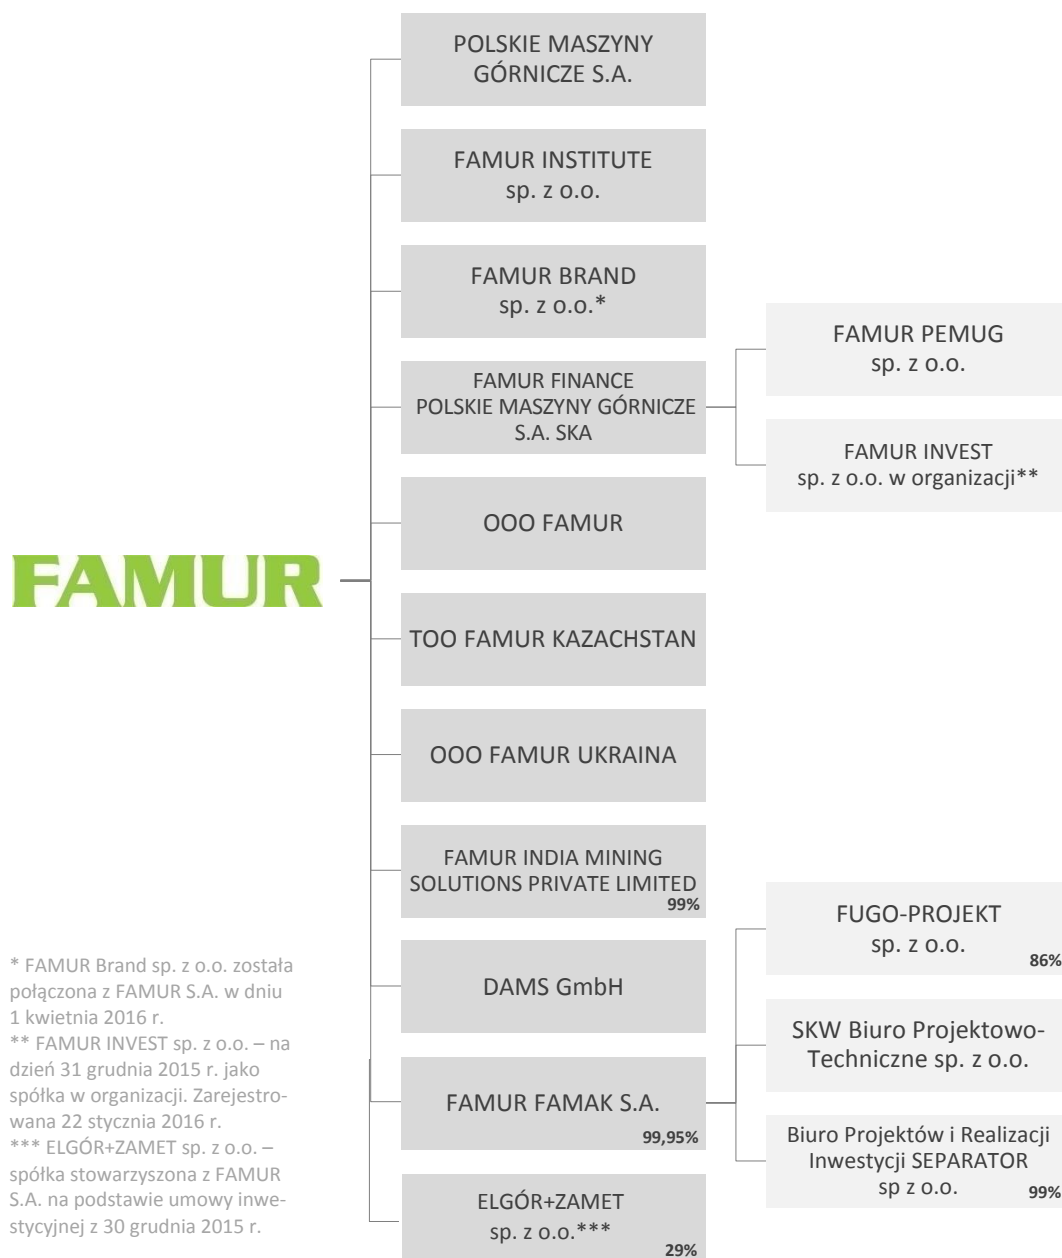 POLSKIE MASZYNY
GÓRNICZE S.A.
FAMUR INSTITUTE
sp. z o.o.
FAMUR BRAND
sp. z o.o.*
FAMUR FINANCE
POLSKIE MASZYNY GÓRNICZE
S.A. SKA
FAMUR PEMUG
sp. z o.o.
FAMUR INVEST
sp. z o.o. w organizacji**
OOO FAMUR
FAMUR
TOO FAMUR KAZACHSTAN
OOO FAMUR UKRAINA
FAMUR INDIA MINING
SOLUTIONS PRIVATE LIMITED
99%
DAMS GmbH
FAMUR FAMAK S.A.
99,95%
FUGO-PROJEKT
sp. z o.o.
86%
SKW Biuro Projektowo-
Techniczne sp. z o.o.
Biuro Projektów i Realizacji
Inwestycji SEPARATOR
sp z o.o.
99%
ELGÓR+ZAMET
sp. z o.o.***
29%
* FAMUR Brand sp. z o.o. została
połączona z FAMUR S.A. w dniu
1 kwietnia 2016 r.
** FAMUR INVEST sp. z o.o. – na
dzień 31 grudnia 2015 r. jako
spółka w organizacji. Zarejestro-
wana 22 stycznia 2016 r.
*** ELGÓR+ZAMET sp. z o.o. –
spółka stowarzyszona z FAMUR
S.A. na podstawie umowy inwe-
stycyjnej z 30 grudnia 2015 r.